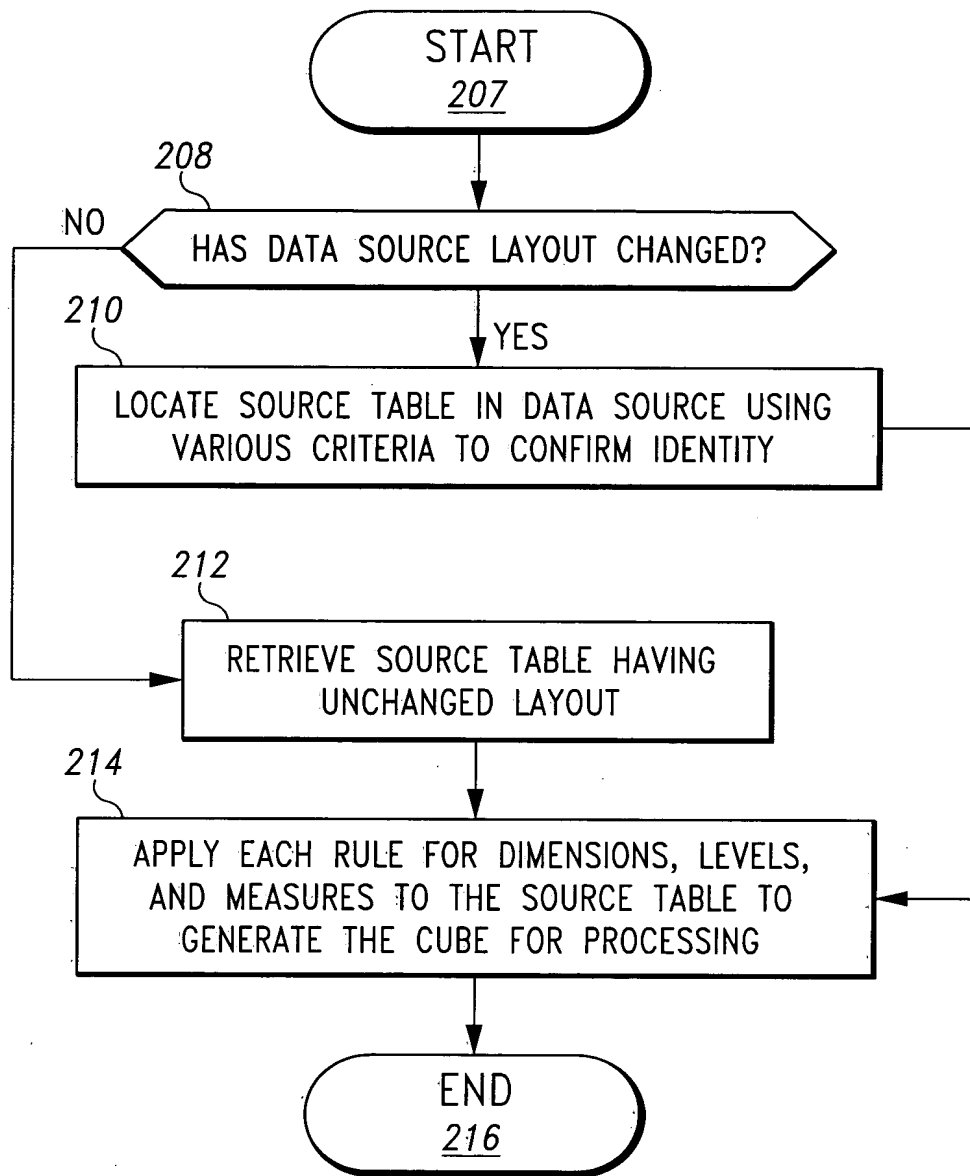 START
207
208
NO
HAS DATA SOURCE LAYOUT CHANGED?
210
YES
LOCATE SOURCE TABLE IN DATA SOURCE USING
VARIOUS CRITERIA TO CONFIRM IDENTITY
212
RETRIEVE SOURCE TABLE HAVING
UNCHANGED LAYOUT
214
APPLY EACH RULE FOR DIMENSIONS, LEVELS,
AND MEASURES TO THE SOURCE TABLE TO
GENERATE THE CUBE FOR PROCESSING
END
216